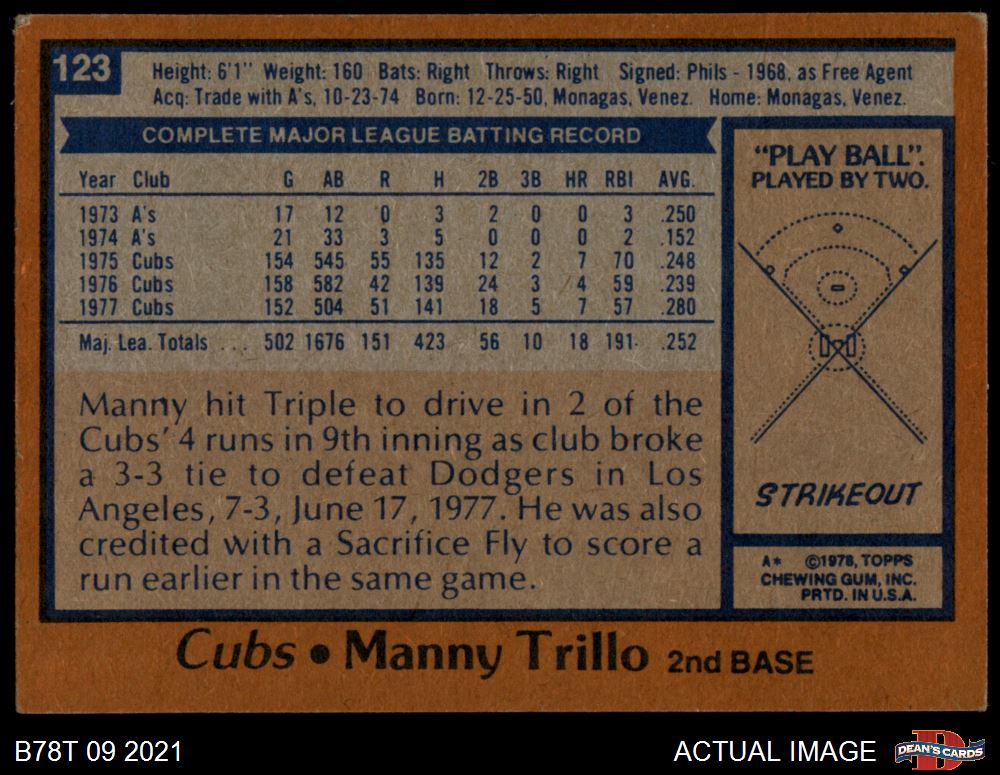 123
Height: 6'1" Weight: 160 Bats: Right Throws: Right Signed: Phils - 1968, as Free Agent
Acq: Trade with A's, 10-23-74 Born: 12-25-50, Monagas, Venez. Home: Monagas, Venez.
COMPLETE MAJOR LEAGUE BATTING RECORD
Year Club G AB R H 2B 3B HR RBI AVG.
1973 A's 17 12 0 3 2 0 0 3 .250
1974 A's 21 33 3 5 0 0 0 2 .152
1975 Cubs 154 545 55 135 12 2 7 70 .248
1976 Cubs 158 582 42 139 24 3 4 59 .239
1977 Cubs 152 504 51 141 18 5 7 57 .280
Maj. Lea. Totals ... 502 1676 151 423 56 10 18 191 .252
Manny hit Triple to drive in 2 of the
Cubs' 4 runs in 9th inning as club broke
a 3-3 tie to defeat Dodgers in Los
Angeles, 7-3, June 17, 1977. He was also
credited with a Sacrifice Fly to score a
run earlier in the same game.
"PLAY BALL".
PLAYED BY TWO.
STRIKEOUT
A* ©1978, TOPPS
CHEWING GUM, INC.
PRTD. IN U.S.A.
Cubs • Manny Trillo 2nd BASE
B78T 09 2021
ACTUAL IMAGE
D
DEAN'S CARDS